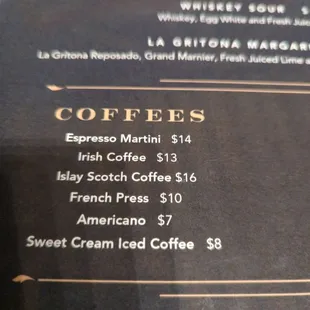 WHISKEY SOUR
Whiskey, Egg White and Fresh Juic
LA GRITONA MARGAR
La Gritona Reposado, Grand Marnier, Fresh Juiced Lime
COFFEES
Espresso Martini $14
Irish Coffee $13
Islay Scotch Coffee $16
French Press $10
Americano $7
Sweet Cream Iced Coffee $8